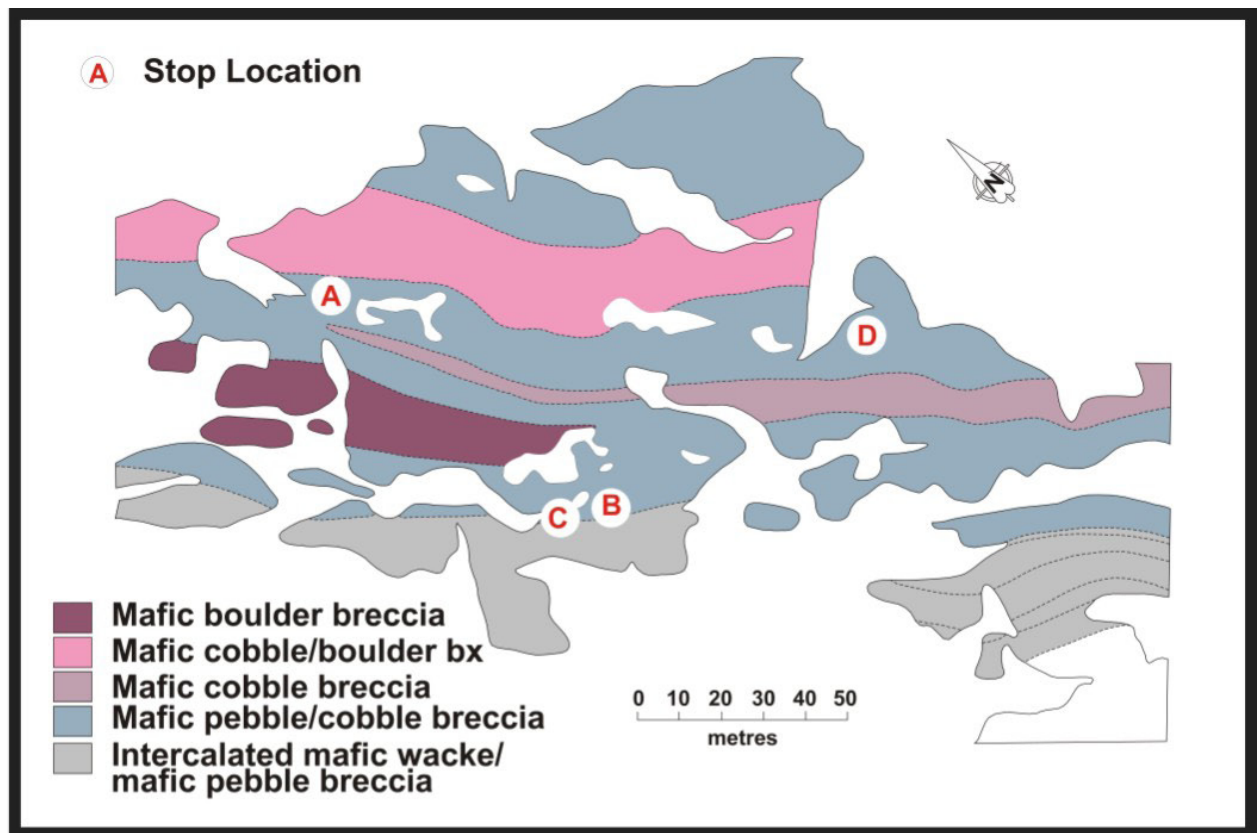 A Stop Location
N
A
D
C B
Mafic boulder breccia
Mafic cobble/boulder bx
Mafic cobble breccia
Mafic pebble/cobble breccia
Intercalated mafic wacke/
mafic pebble breccia
0 10 20 30 40 50
metres